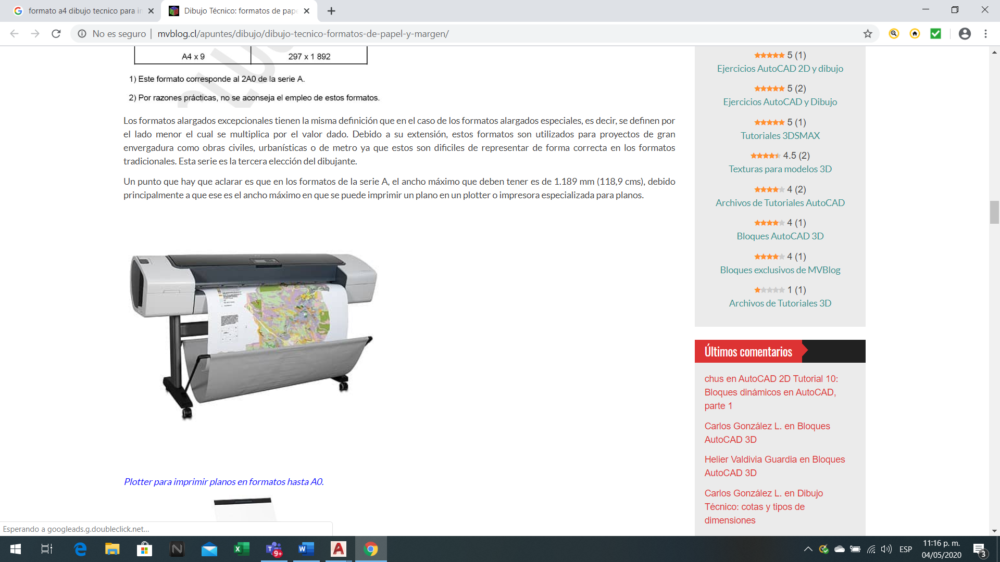 formato a4 dibujo tecnico para in
Dibujo Técnico: formatos de pape
No es seguro
mvblog.cl/apuntes/dibujo/dibujo-tecnico-formatos-de-papel-y-margen/
A4 x 9
297 x 1 892
1) Este formato corresponde al 2A0 de la serie A.
2) Por razones prácticas, no se aconseja el empleo de estos formatos.
Los formatos alargados excepcionales tienen la misma definición que en el caso de los formatos alargados especiales, es decir, se definen por
el lado menor el cual se multiplica por el valor dado. Debido a su extensión, estos formatos son utilizados para proyectos de gran
envergadura como obras civiles, urbanísticas o de metro ya que estos son dificiles de representar de forma correcta en los formatos
tradicionales. Esta serie es la tercera elección del dibujante.
Un punto que hay que aclarar es que en los formatos de la serie A, el ancho máximo que deben tener es de 1.189 mm (118,9 cms), debido
principalmente a que ese es el ancho máximo en que se puede imprimir un plano en un plotter o impresora especializada para planos.
Plotter para imprimir planos en formatos hasta A0.
5 (1)
Ejercicios AutoCAD 2D y dibujo
5 (2)
Ejercicios AutoCAD y Dibujo
5 (1)
Tutoriales 3DSMAX
4.5 (2)
Texturas para modelos 3D
4 (2)
Archivos de Tutoriales AutoCAD
4 (1)
Bloques AutoCAD 3D
4 (1)
Bloques exclusivos de MVBlog
1 (1)
Archivos de Tutoriales 3D
Últimos comentarios
chus en AutoCAD 2D Tutorial 10:
Bloques dinámicos en AutoCAD,
parte 1
Carlos González L. en Bloques
AutoCAD 3D
Helier Valdivia Guardia en Bloques
AutoCAD 3D
Carlos González L. en Dibujo
Técnico: cotas y tipos de
dimensiones
Esperando a googleads.g.doubleclick.net...
9+
ESP
11:16 p. m.
04/05/2020
3